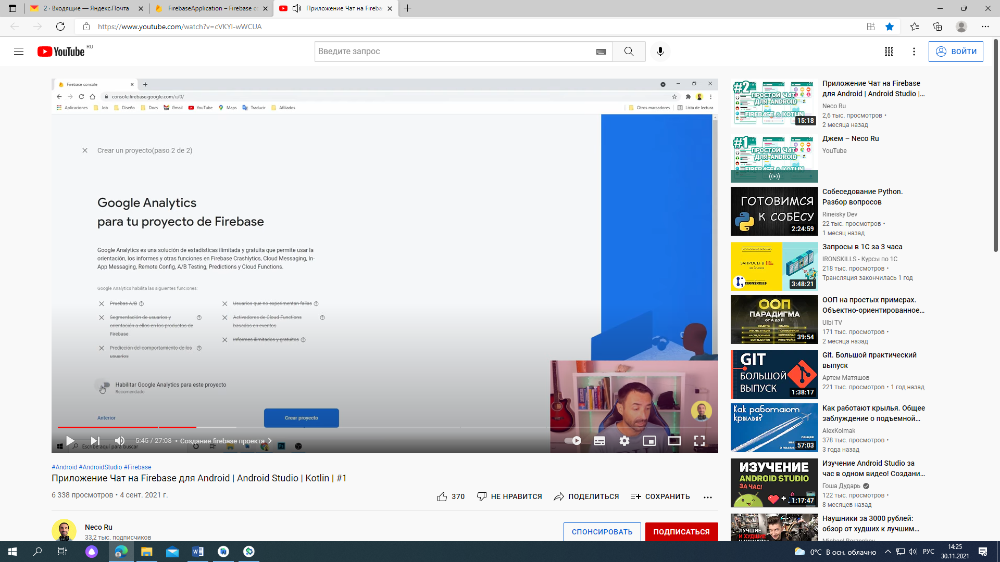 2 · Входящие — Яндекс.Почта
FirebaseApplication – Firebase co
Приложение Чат на Fireba
https://www.youtube.com/watch?v=cVKYI-wWCUA
YouTube RU
Введите запрос
ВОЙТИ
Firebase console
console.firebase.google.com/u/0/
Aplicaciones Job Diseño Docs Gmail YouTube Maps Traducir Afiliados Otros marcadores Lista de lectura
Crear un proyecto(paso 2 de 2)
Google Analytics
para tu proyecto de Firebase
Google Analytics es una solución de estadísticas ilimitada y gratuita que permite usar la
orientación, los informes y otras funciones en Firebase Crashlytics, Cloud Messaging, In-
App Messaging, Remote Config, A/B Testing, Predictions y Cloud Functions.
Google Analytics habilita las siguientes funciones:
Pruebas A/B
Segmentación de usuarios y
orientación a ellos en los productos de
Firebase
Predicción del comportamiento de los
usuarios
Usuarios que no experimentan fallas
Activadores de Cloud Functions
basados en eventos
Informes ilimitados y gratuitos
Habilitar Google Analytics para este proyecto
Recomendado
Anterior
Crear proyecto
5:45 / 27:08 • Создание firebase проекта
Escribe aquí para buscar
#Android #AndroidStudio #Firebase
Приложение Чат на Firebase для Android | Android Studio | Kotlin | #1
6 338 просмотров • 4 сент. 2021 г.
370
НЕ НРАВИТСЯ
ПОДЕЛИТЬСЯ
СОХРАНИТЬ
Neco Ru
33,2 тыс. подписчиков
СПОНСИРОВАТЬ
ПОДПИСАТЬСЯ
#2
ПРОСТОЙ ЧАТ
ДЛЯ ANDROID
FIREBASE & KOTLIN
15:18
Приложение Чат на Firebase
для Android | Android Studio |...
Neco Ru
2,6 тыс. просмотров •
2 месяца назад
#1
ПРОСТОЙ ЧАТ
ДЛЯ ANDROID
FIREBASE & KOTLIN
Джем – Neco Ru
YouTube
ГОТОВИМСЯ
К СОБЕСУ
2:24:59
Собеседование Python.
Разбор вопросов
Rineisky Dev
22 тыс. просмотров •
1 месяц назад
Бесплатный вебинар
ЗАПРОСЫ В 1С
за 3 часа
IRONSKILLS
3:48:21
Запросы в 1С за 3 часа
IRONSKILLS - Курсы по 1С
218 тыс. просмотров •
Трансляция закончилась 1 год
ООП
ПАРАДИГМА
от А до Я
ОБЪЕКТЫ КЛАССЫ
ИНКАПСУЛЯЦИЯ ПОЛИМОРФИЗМ
НАСЛЕДОВАНИЕ КОМПОЗИЦИЯ
DEP. INJECTION ИНТЕРФЕЙСЫ
39:54
ООП на простых примерах.
Объектно-ориентированное...
Ulbi TV
171 тыс. просмотров •
2 месяца назад
GIT
БОЛЬШОЙ
ВЫПУСК
1:38:17
Git. Большой практический
выпуск
Артем Матяшов
221 тыс. просмотров • 1 год назад
Как работают
крылья?
57:03
Как работают крылья. Общее
заблуждение о подъемной...
AlexKolmak
378 тыс. просмотров •
3 года назад
ИЗУЧЕНИЕ
ANDROID STUDIO
ЗА ЧАС!
1:17:47
Изучение Android Studio за
час в одном видео! Создани...
Гоша Дударь
122 тыс. просмотров •
8 месяцев назад
ЛУЧШИЕ
И ХУДШИЕ
НАУШНИКИ
Наушники за 3000 рублей:
обзор от худших к лучшим...
Michael Borzenkov
0°C В осн. облачно
РУС
14:25
30.11.2021